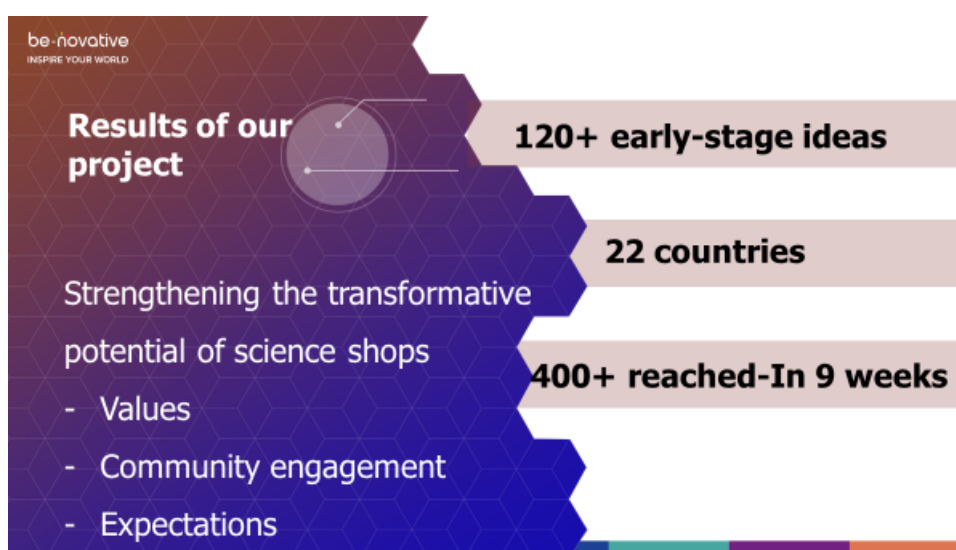 be-novative
INSPIRE YOUR WORLD
Results of our
project
Strengthening the transformative
potential of science shops
- Values
- Community engagement
- Expectations
120+ early-stage ideas
22 countries
400+ reached-In 9 weeks